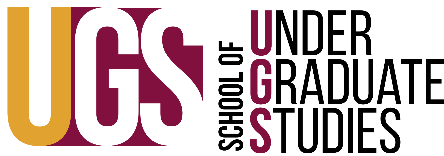 UGS
SCHOOL OF
UNDER
GRADUATE
STUDIES